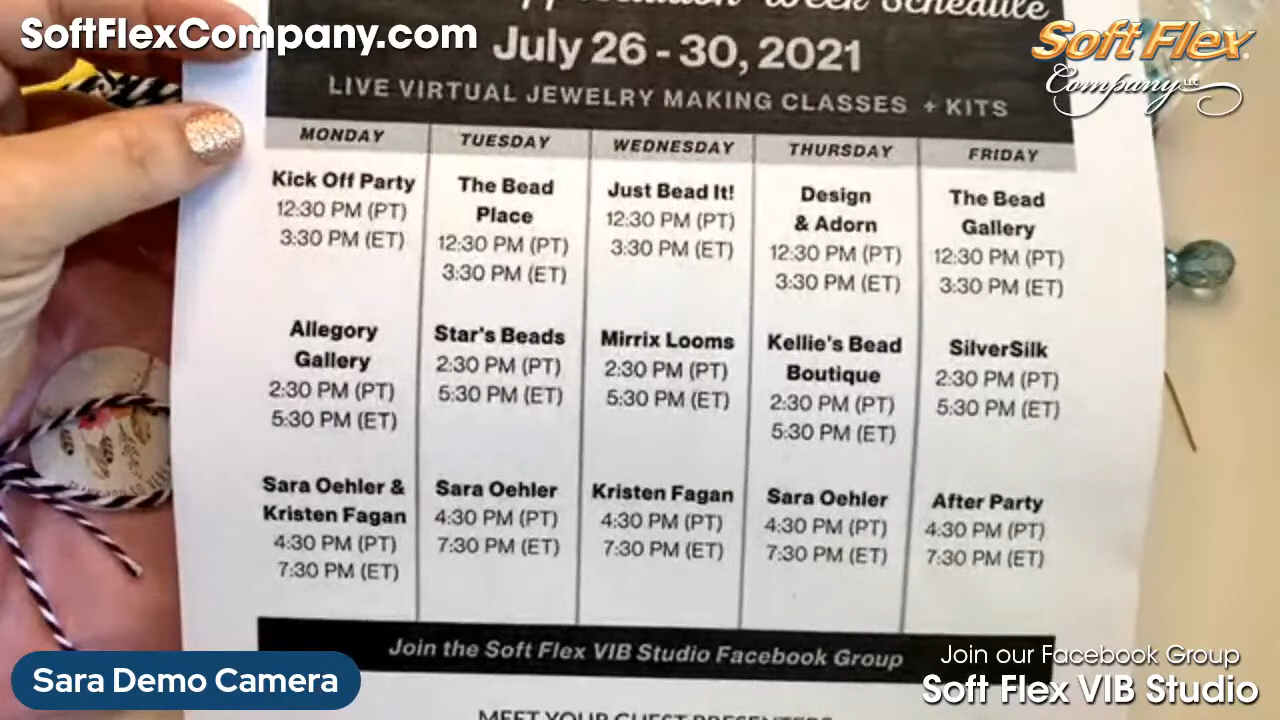 SoftFlexCompany.com
Soft Flex
Company LLC
Week Schedule
July 26 - 30, 2021
LIVE VIRTUAL JEWELRY MAKING CLASSES + KITS
MONDAY
Kick Off Party
12:30 PM (PT)
3:30 PM (ET)
Allegory
Gallery
2:30 PM (PT)
5:30 PM (ET)
Sara Oehler &
Kristen Fagan
4:30 PM (PT)
7:30 PM (ET)
TUESDAY
The Bead
Place
12:30 PM (PT)
3:30 PM (ET)
Star's Beads
2:30 PM (PT)
5:30 PM (ET)
Sara Oehler
4:30 PM (PT)
7:30 PM (ET)
WEDNESDAY
Just Bead It!
12:30 PM (PT)
3:30 PM (ET)
Mirrix Looms
2:30 PM (PT)
5:30 PM (ET)
Kristen Fagan
4:30 PM (PT)
7:30 PM (ET)
THURSDAY
Design
& Adorn
12:30 PM (PT)
3:30 PM (ET)
Kellie's Bead
Boutique
2:30 PM (PT)
5:30 PM (ET)
Sara Oehler
4:30 PM (PT)
7:30 PM (ET)
FRIDAY
The Bead
Gallery
12:30 PM (PT)
3:30 PM (ET)
SilverSilk
2:30 PM (PT)
5:30 PM (ET)
After Party
4:30 PM (PT)
7:30 PM (ET)
Join the Soft Flex VIB Studio Facebook Group
MEET YOUR GUEST PRESENTERS
Sara Demo Camera
Join our Facebook Group
Soft Flex VIB Studio